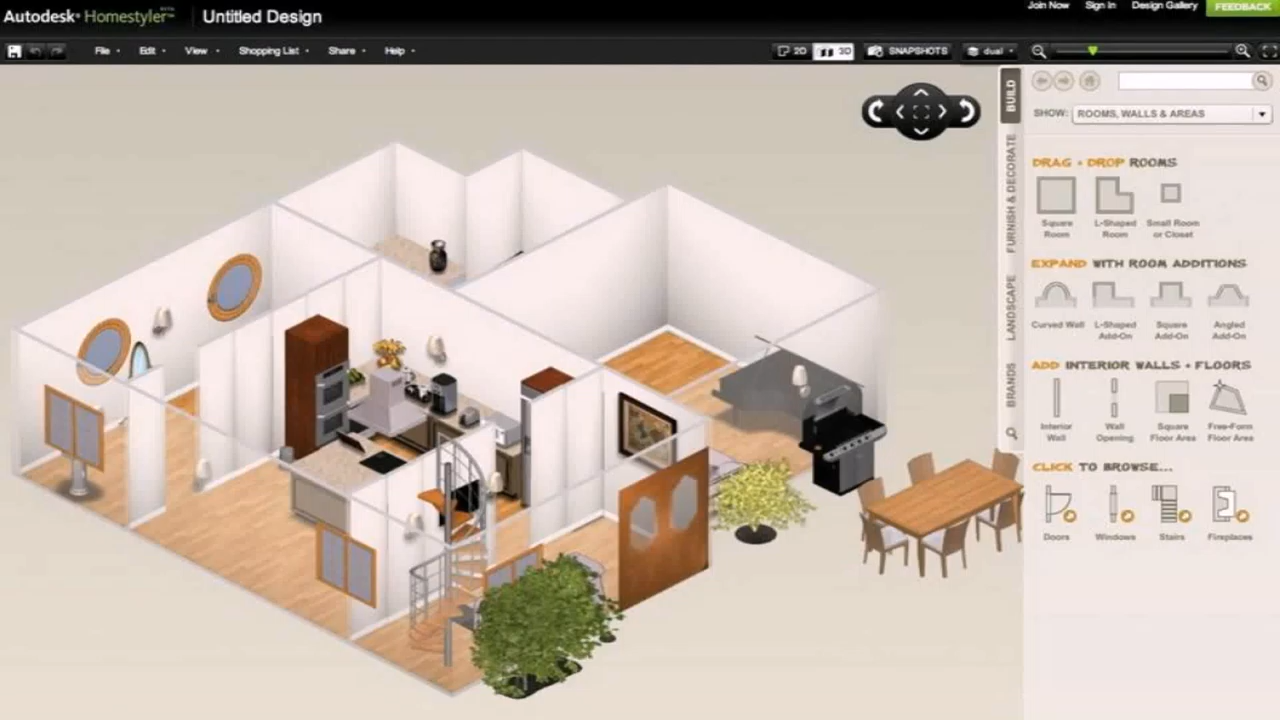 Autodesk® Homestyler™ BETA
Untitled Design
Join Now Sign In Design Gallery FEEDBACK
File Edit View Shopping List Share Help
2D 3D SNAPSHOTS dual
BUILD
FURNISH & DECORATE
LANDSCAPE
BRANDS
SHOW: ROOMS, WALLS & AREAS
DRAG + DROP ROOMS
Square Room
L-Shaped Room
Small Room or Closet
EXPAND WITH ROOM ADDITIONS
Curved Wall
L-Shaped Add-On
Square Add-On
Angled Add-On
ADD INTERIOR WALLS + FLOORS
Interior Wall
Wall Opening
Square Floor Area
Free-Form Floor Area
CLICK TO BROWSE...
Doors Windows Stairs Fireplaces